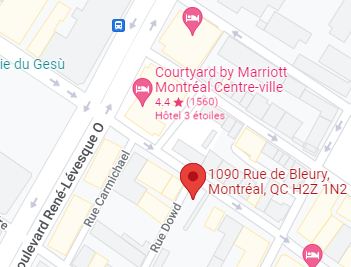 ie du Gesù
Courtyard by Marriott
Montréal Centre-ville
4.4 ★ (1560)
Hôtel 3 étoiles
oulevard René-Lévesque O
Rue Carmichael
Rue Dowd
1090 Rue de Bleury,
Montréal, QC H2Z 1N2